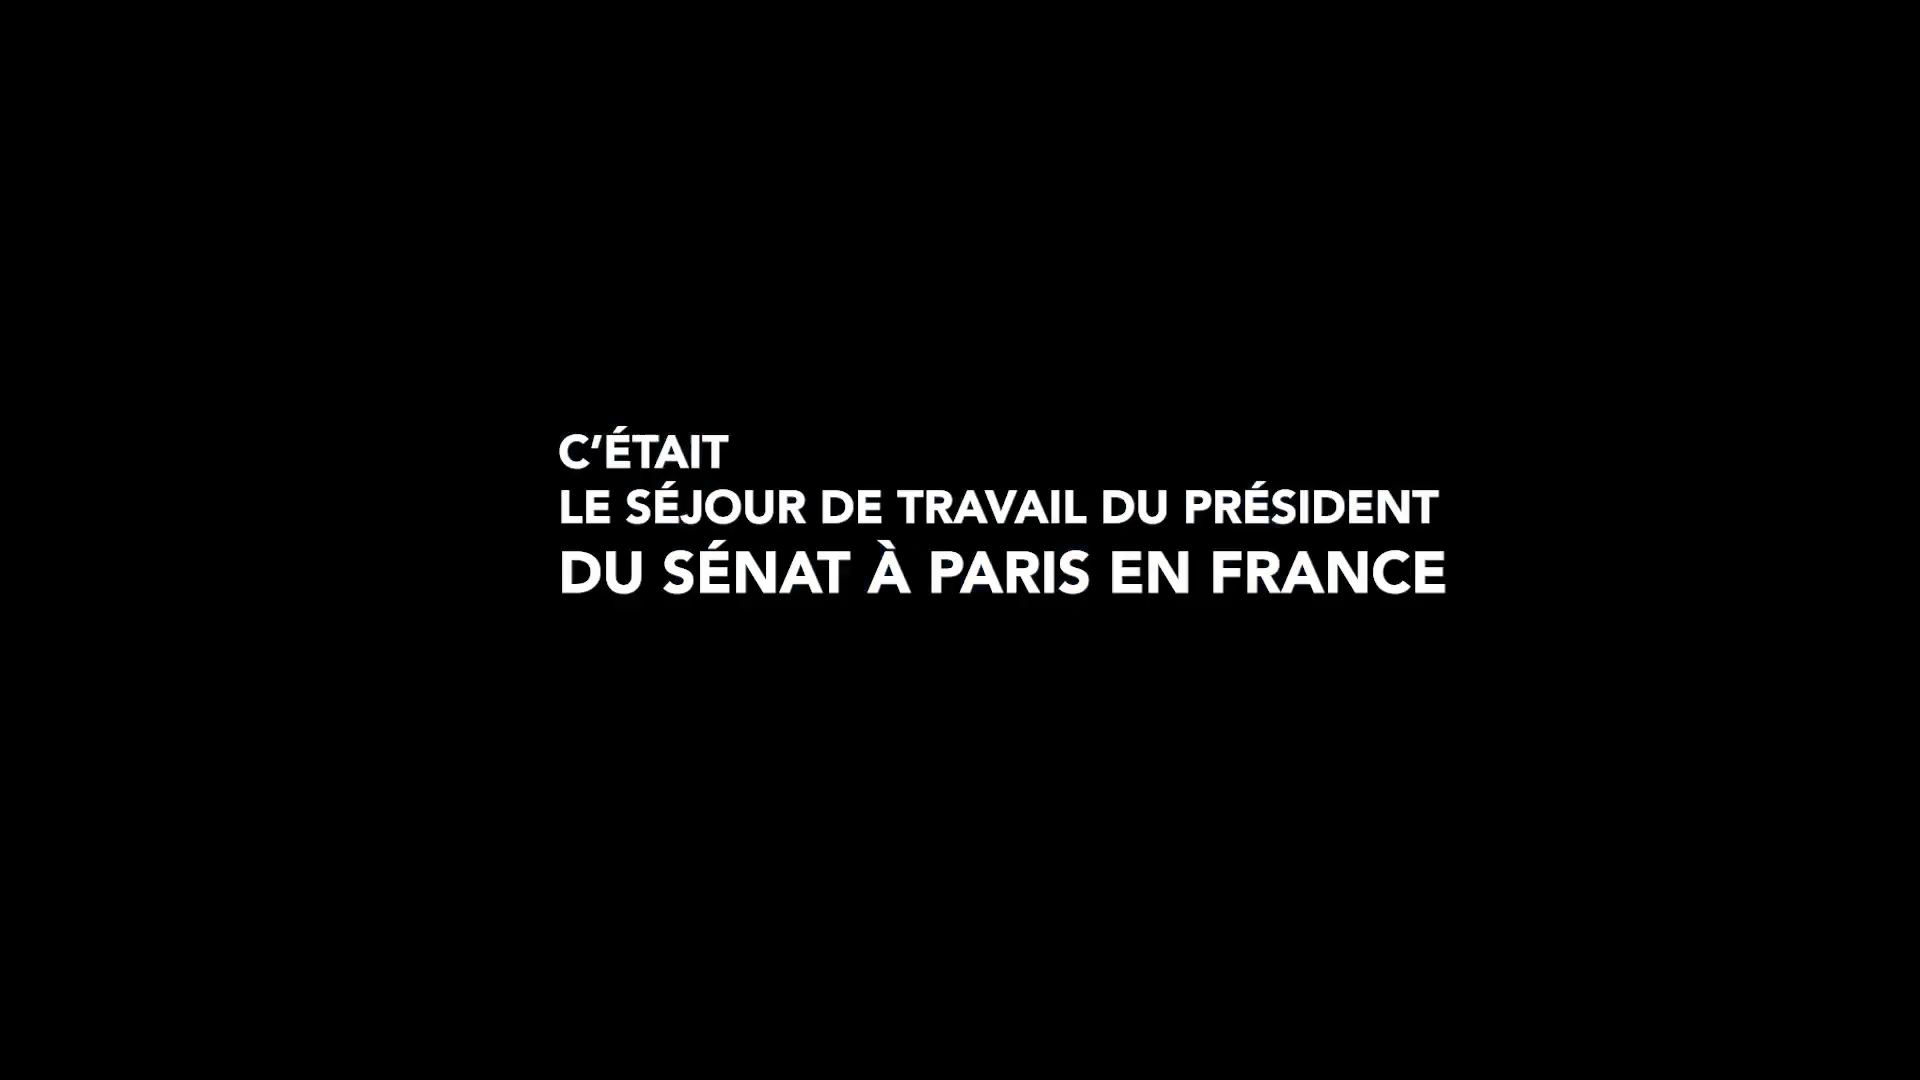 C'ÉTAIT
LE SÉJOUR DE TRAVAIL DU PRÉSIDENT
DU SÉNAT À PARIS EN FRANCE